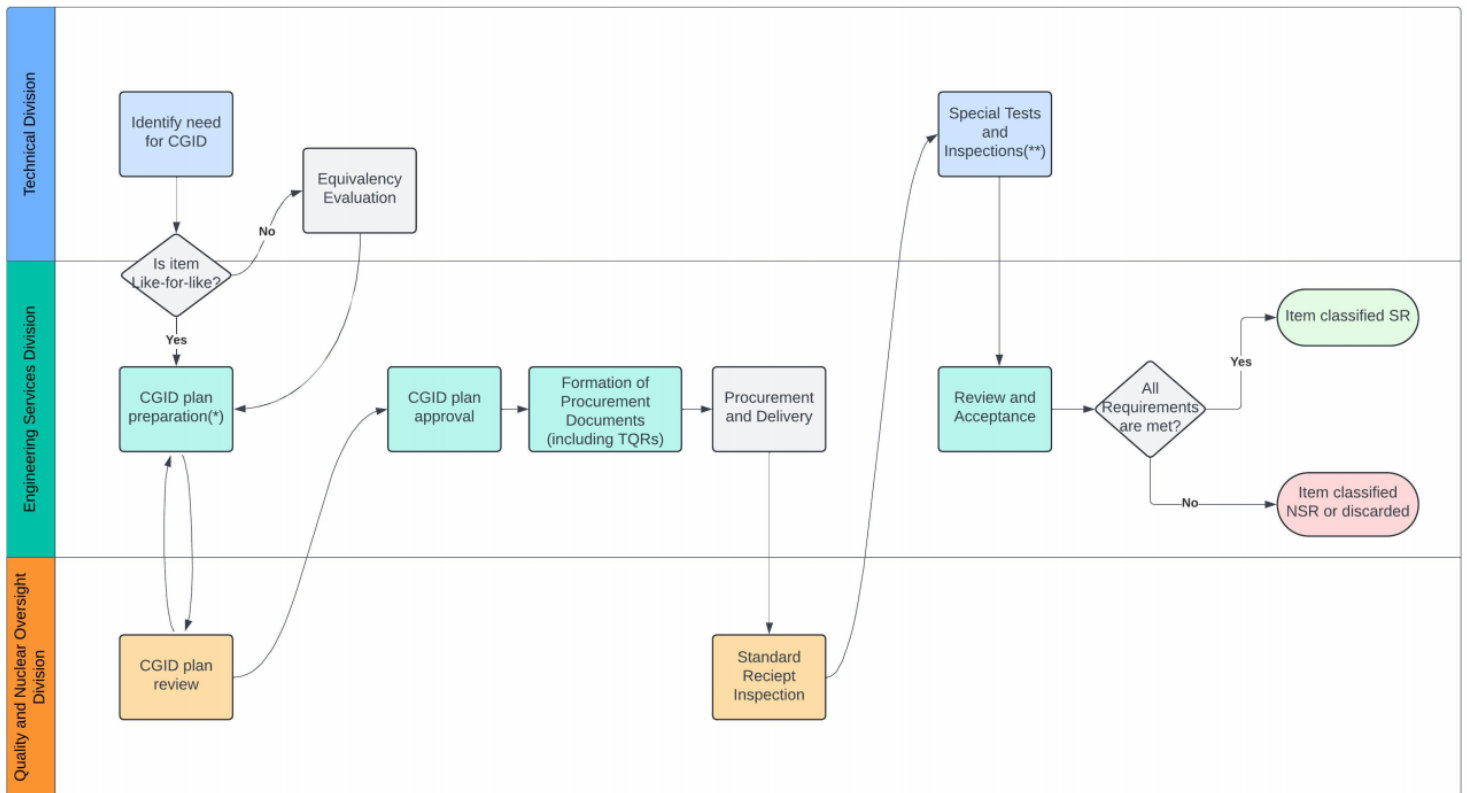 Technical Division
Identify need
for CGID
Equivalency
Evaluation
No
Is item
Like-for-like?
Yes
Special Tests
and
Inspections(**)
Engineering Services Division
CGID plan
preparation(*)
CGID plan
approval
Formation of
Procurement
Documents
(including TQRs)
Procurement
and Delivery
Review and
Acceptance
All
Requirements
are met?
Yes
Item classified SR
No
Item classified
NSR or discarded
Quality and Nuclear Oversight
Division
CGID plan
review
Standard
Reciept
Inspection